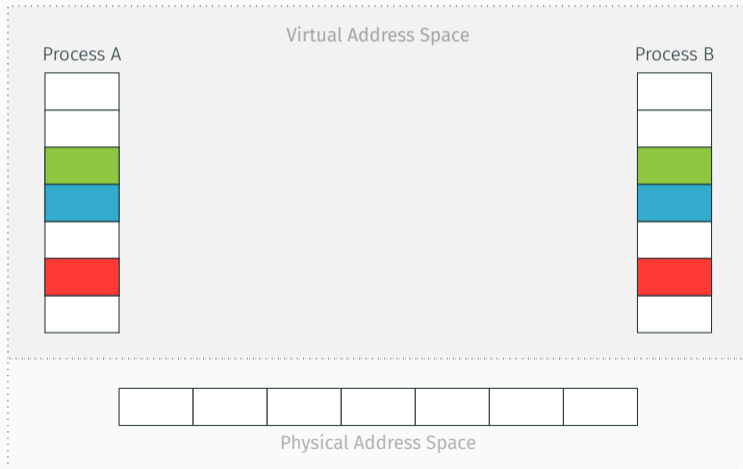 Virtual Address Space
Process A
Process B
Physical Address Space